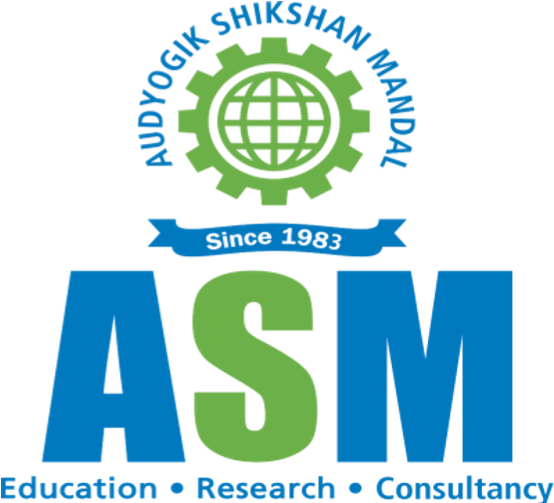 AUDYOGIK SHIKSHAN MANDAL
Since 1983
ASM
Education • Research • Consultancy